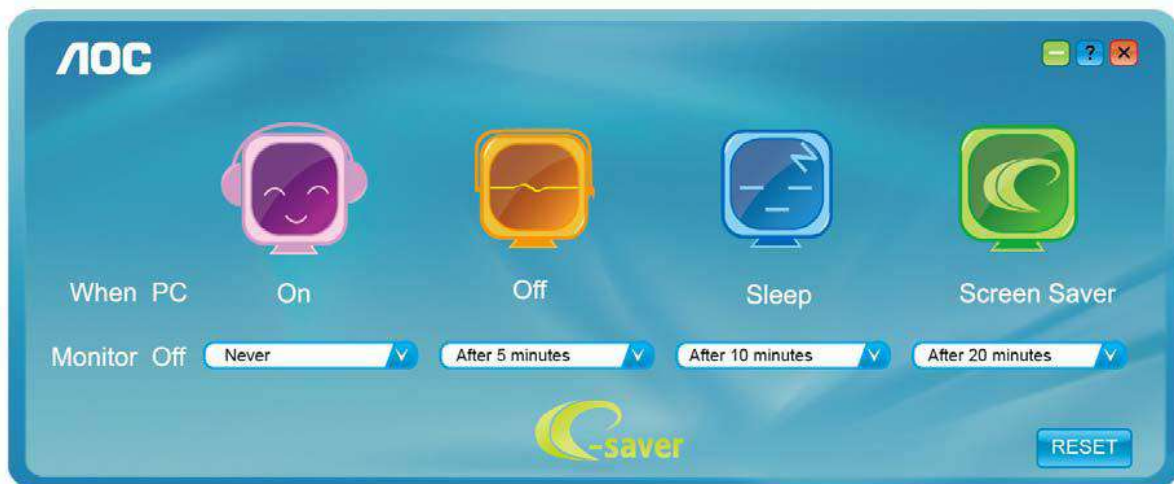 AOC
?
When PC On Off Sleep Screen Saver
Monitor Off Never After 5 minutes After 10 minutes After 20 minutes
e-saver
RESET